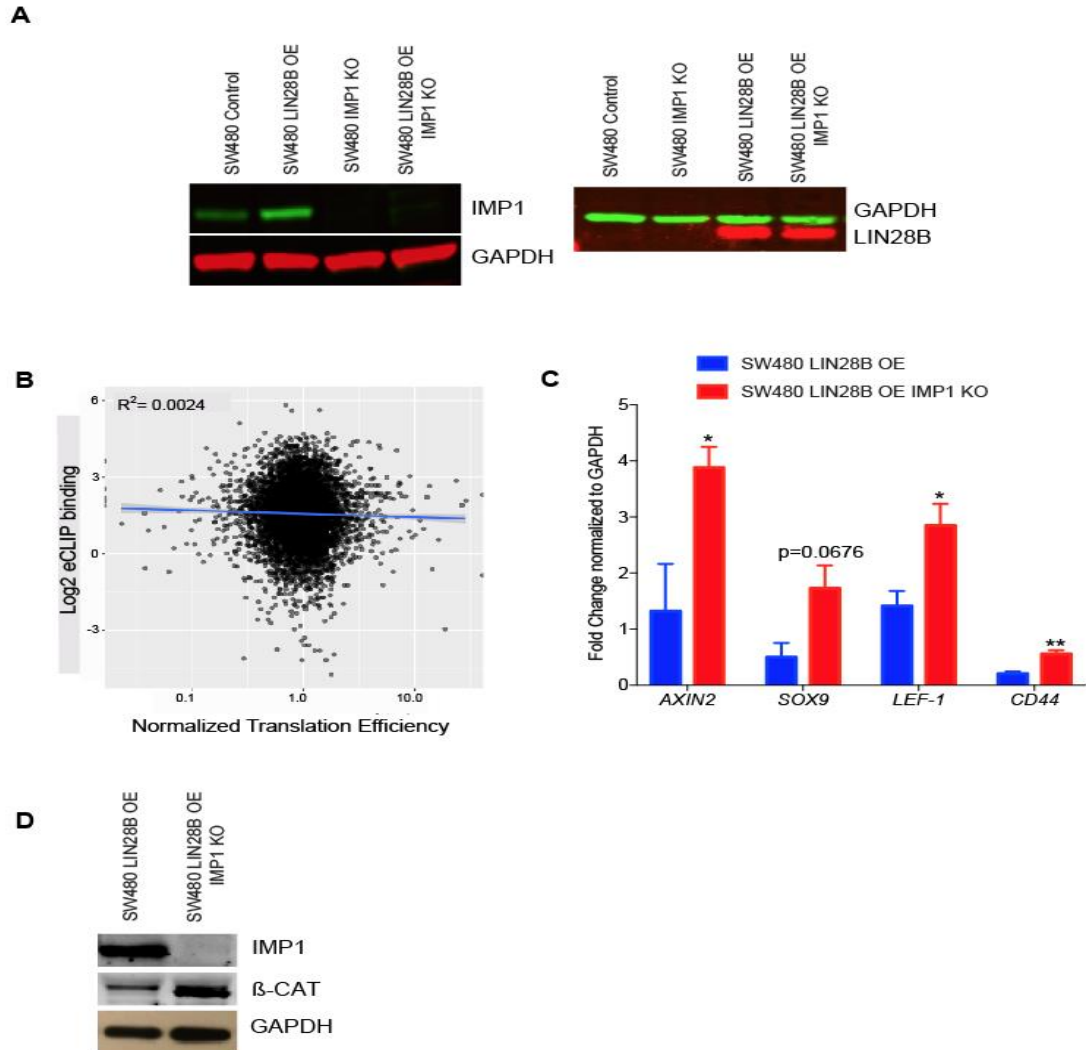 A
SW480 Control
SW480 LIN28B OE
SW480 IMP1 KO
SW480 LIN28B OE
IMP1 KO
IMP1
GAPDH
SW480 Control
SW480 IMP1 KO
SW480 LIN28B OE
SW480 LIN28B OE
IMP1 KO
GAPDH
LIN28B
B
R²= 0.0024
Log2 eCLIP binding
6
3
0
-3
0.1
1.0
10.0
Normalized Translation Efficiency
C
SW480 LIN28B OE
SW480 LIN28B OE IMP1 KO
Fold Change normalized to GAPDH
5
4
3
2
1
0
*
p=0.0676
*
**
AXIN2
SOX9
LEF-1
CD44
D
SW480 LIN28B OE
SW480 LIN28B OE
IMP1 KO
IMP1
ß-CAT
GAPDH